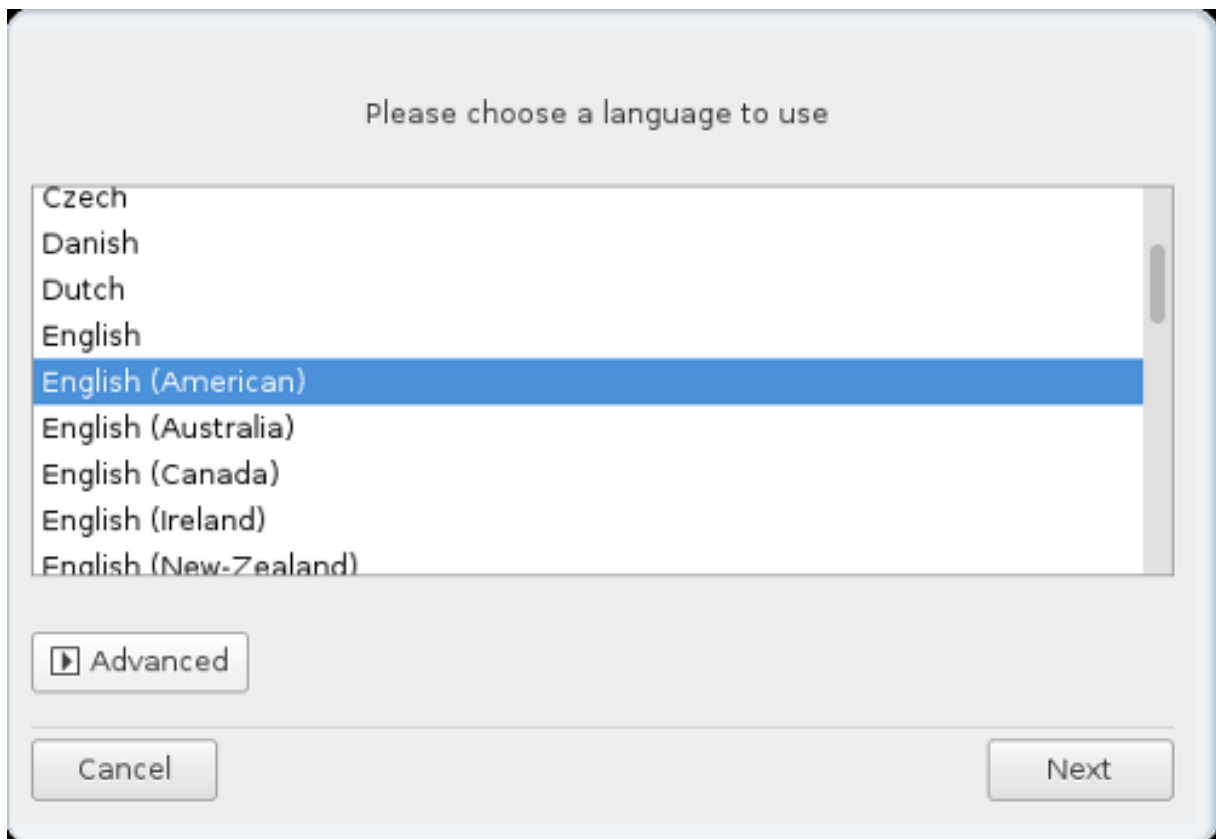 Please choose a language to use
Czech
Danish
Dutch
English
English (American)
English (Australia)
English (Canada)
English (Ireland)
English (New-Zealand)
Advanced
Cancel
Next